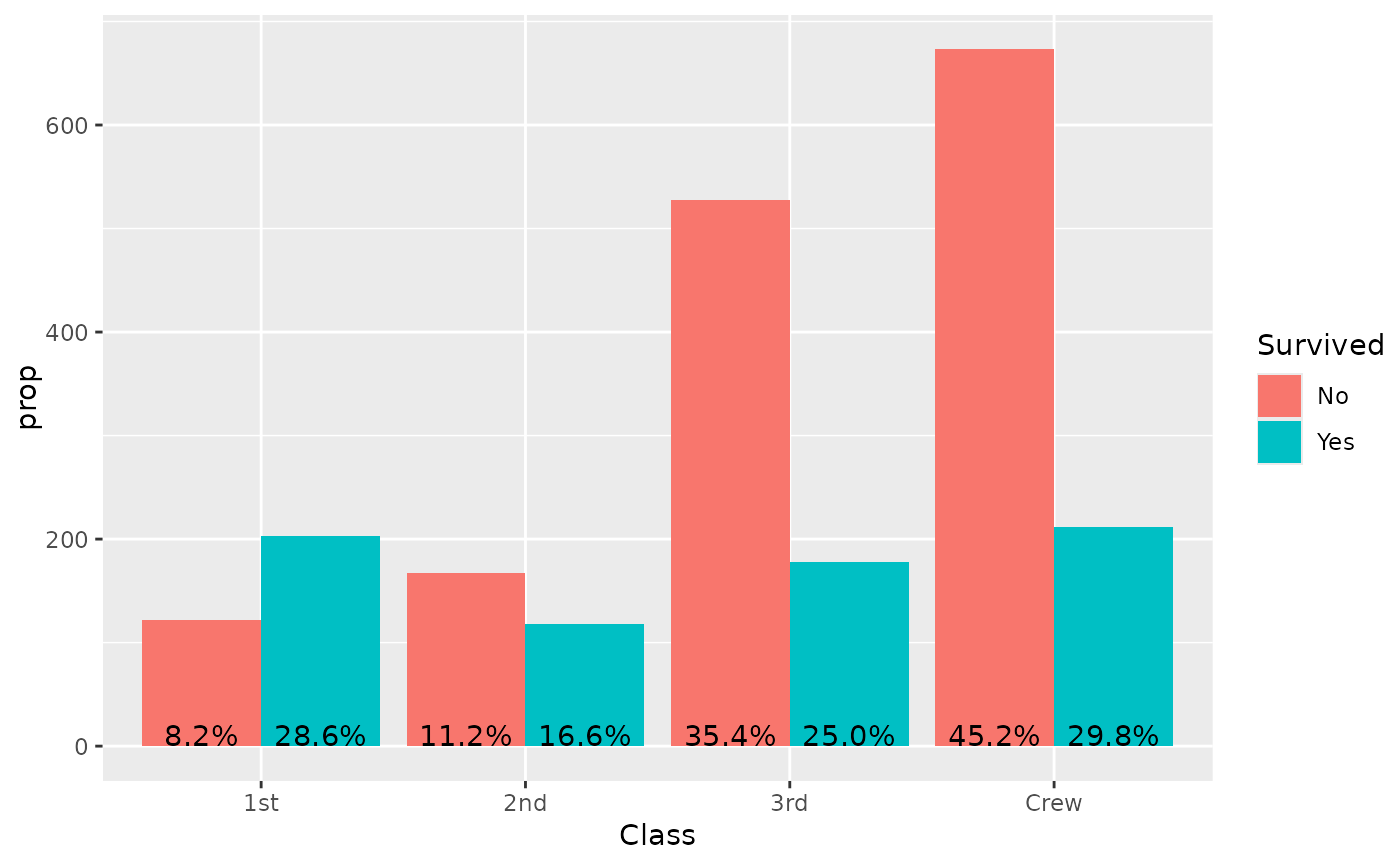 prop
600
400
200
0
8.2% 28.6% 11.2% 16.6% 35.4% 25.0% 45.2% 29.8%
1st 2nd 3rd Crew
Class
Survived
No
Yes